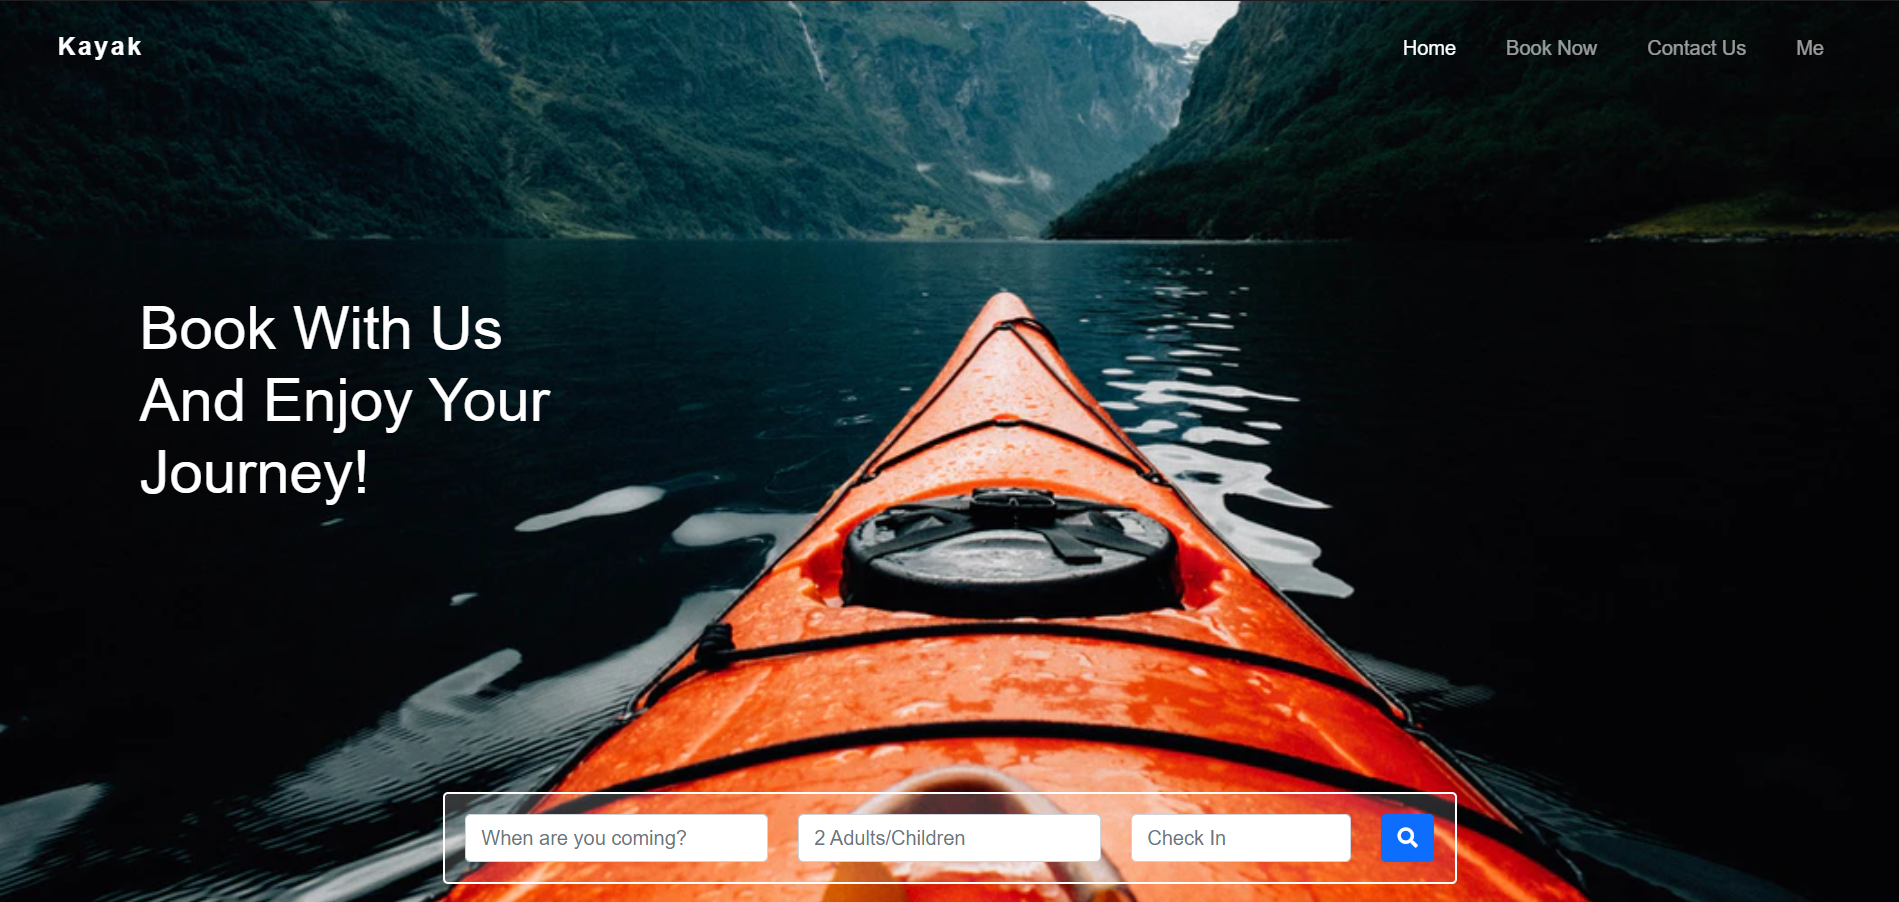 Kayak
Home
Book Now
Contact Us
Me
Book With Us
And Enjoy Your
Journey!
When are you coming?
2 Adults/Children
Check In